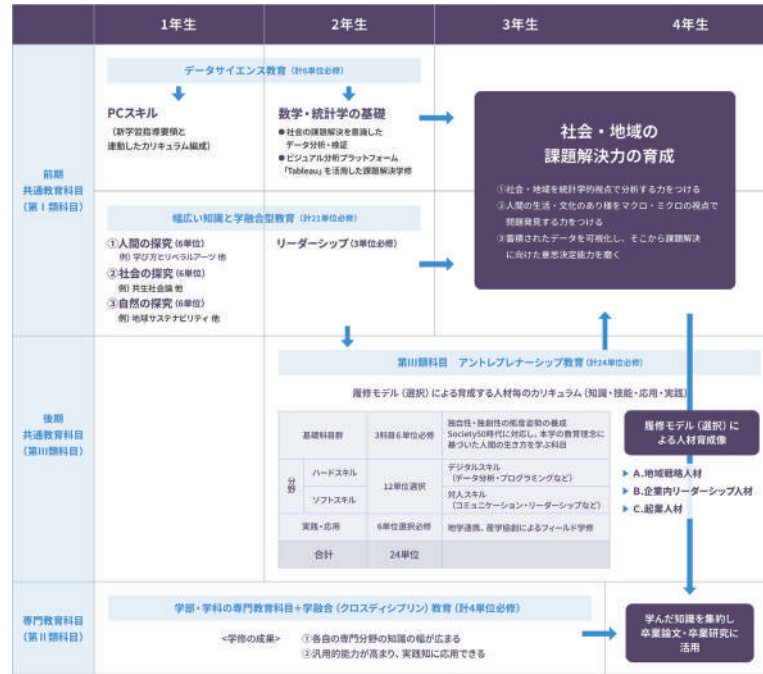 1年生
2年生
3年生
4年生
前期
共通教育科目
(第Ⅰ類科目)
データサイエンス教育 (計6単位必修)
PCスキル
(新学習指導要領と
連動したカリキュラム編成)
数学・統計学の基礎
●社会の課題解決を意識した
データ分析・検証
●ビジュアル分析プラットフォーム
「Tableau」を活用した課題解決学修
幅広い知識と学融合型教育 (計21単位必修)
①人間の探究 (6単位)
例) 学び方とリベラルアーツ 他
②社会の探究 (6単位)
例) 共生社会論 他
③自然の探究 (6単位)
例) 地球サステナビリティ 他
リーダーシップ (3単位必修)
社会・地域の
課題解決力の育成
①社会・地域を統計学的視点で分析する力をつける
②人間の生活・文化のあり様をマクロ・ミクロの視点で
問題発見する力をつける
③蓄積されたデータを可視化し、そこから課題解決
に向けた意思決定能力を磨く
後期
共通教育科目
(第Ⅲ類科目)
第Ⅲ類科目 アントレプレナーシップ教育 (計24単位必修)
履修モデル (選択) による育成する人材毎のカリキュラム (知識・技能・応用・実践)
基礎科目群
3科目6単位必修
独自性・独創性の態度姿勢の養成
Society50時代に対応し、本学の教育理念に
基づいた人間の生き方を学ぶ科目
分野
ハードスキル
12単位選択
デジタルスキル
(データ分析・プログラミングなど)
ソフトスキル
対人スキル
(コミュニケーション・リーダーシップなど)
実践・応用
6単位選択必修
地学連携、産学協創によるフィールド学修
合計
24単位
履修モデル (選択) に
よる人材育成像
▶ A.地域戦略人材
▶ B.企業内リーダーシップ人材
▶ C.起業人材
専門教育科目
(第Ⅱ類科目)
学部・学科の専門教育科目+学融合 (クロスディシプリン) 教育 (計4単位必修)
<学修の成果>
①各自の専門分野の知識の幅が広まる
②汎用的能力が高まり、実践知に応用できる
学んだ知識を集約し
卒業論文・卒業研究に
活用